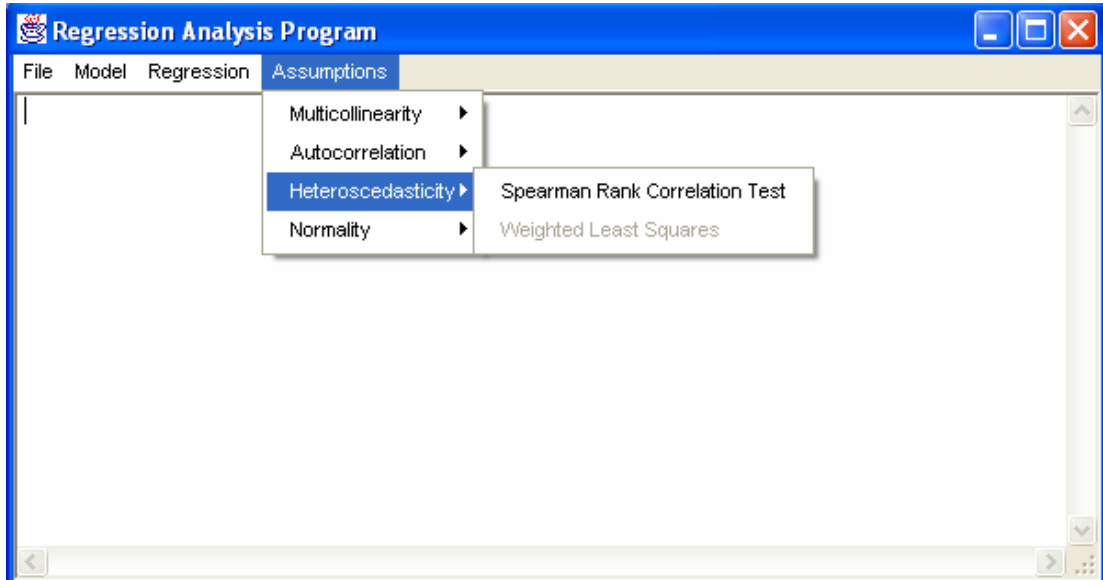 Regression Analysis Program
File Model Regression Assumptions
Multicollinearity
Autocorrelation
Heteroscedasticity
Spearman Rank Correlation Test
Normality
Weighted Least Squares